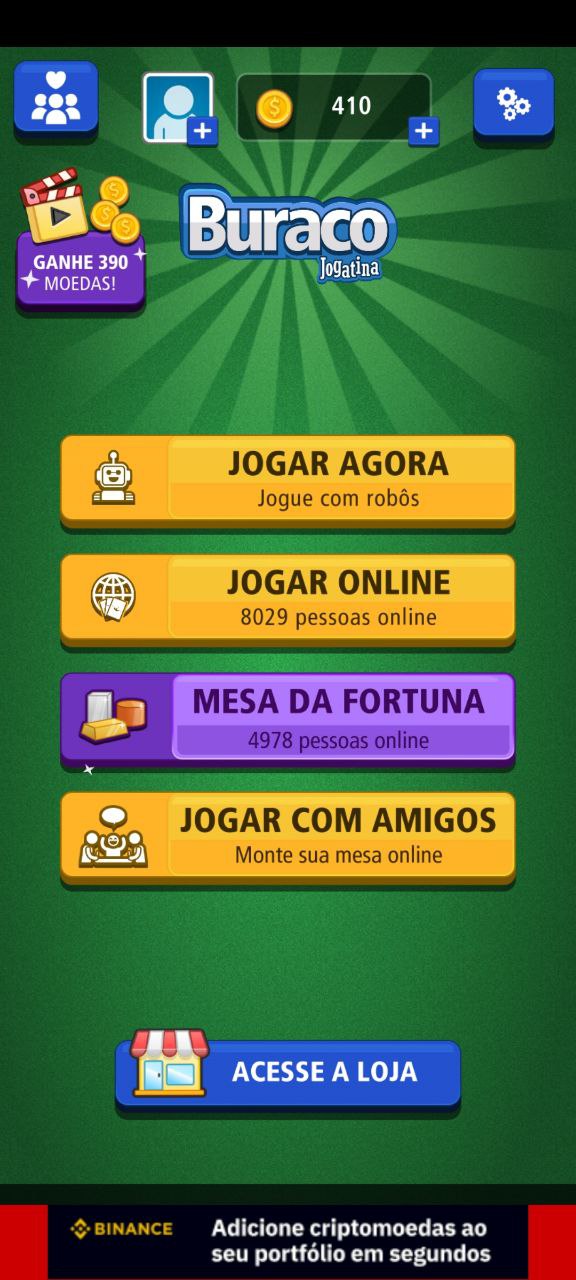 410
Buraco
Jogatina
GANHE 390
MOEDAS!
JOGAR AGORA
Jogue com robôs
JOGAR ONLINE
8029 pessoas online
MESA DA FORTUNA
4978 pessoas online
JOGAR COM AMIGOS
Monte sua mesa online
ACESSE A LOJA
BINANCE
Adicione criptomoedas ao
seu portfólio em segundos